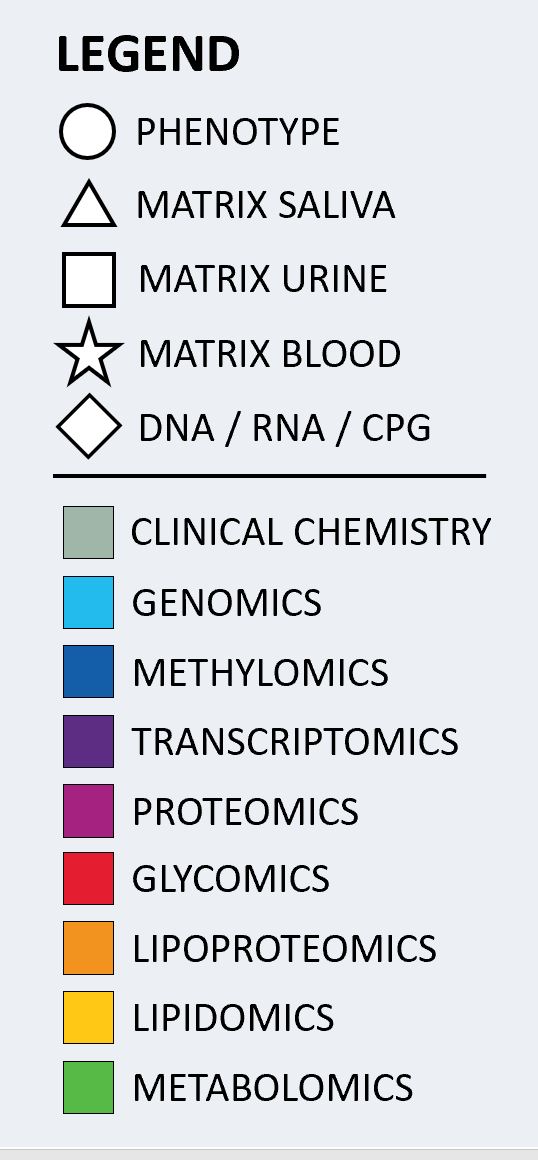 LEGEND
PHENOTYPE
MATRIX SALIVA
MATRIX URINE
MATRIX BLOOD
DNA / RNA / CPG
CLINICAL CHEMISTRY
GENOMICS
METHYLOMICS
TRANSCRIPTOMICS
PROTEOMICS
GLYCOMICS
LIPOPROTEOMICS
LIPIDOMICS
METABOLOMICS